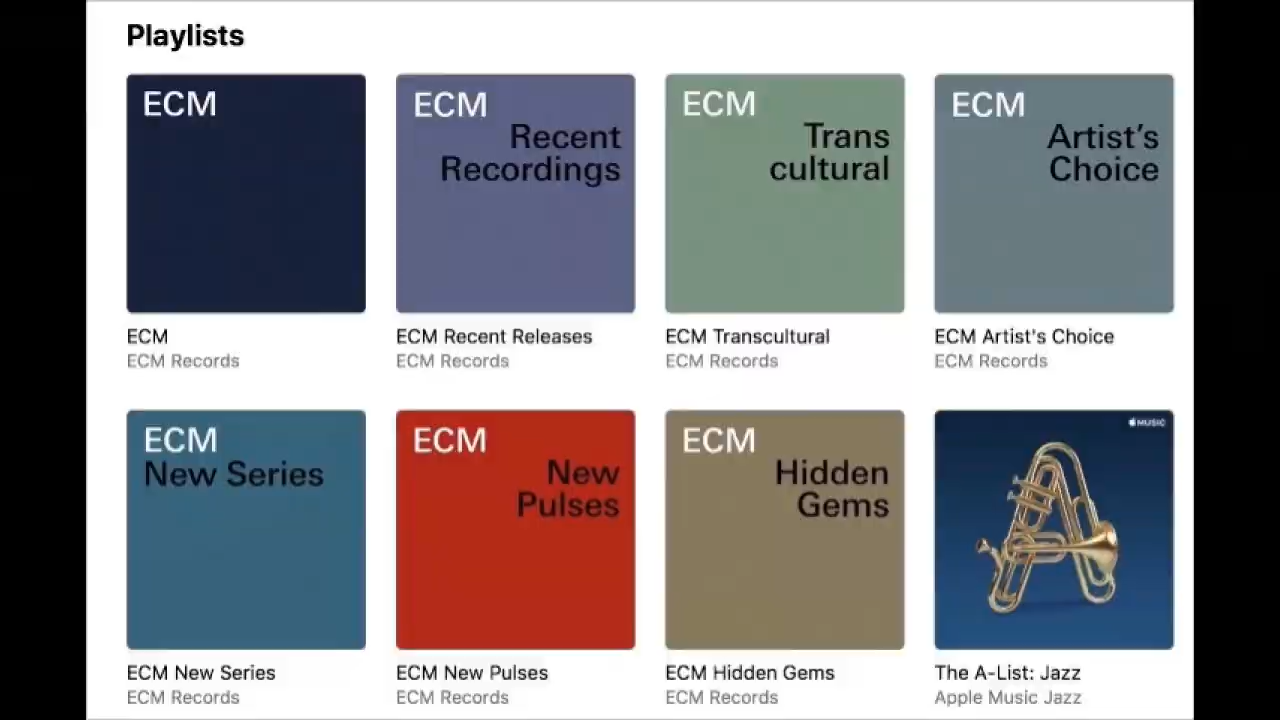 Playlists
ECM
ECM
Recent
Recordings
ECM
Trans
cultural
ECM
Artist’s
Choice
ECM
ECM Records
ECM Recent Releases
ECM Records
ECM Transcultural
ECM Records
ECM Artist's Choice
ECM Records
ECM
New Series
ECM
New
Pulses
ECM
Hidden
Gems
MUSIC
ECM New Series
ECM Records
ECM New Pulses
ECM Records
ECM Hidden Gems
ECM Records
The A-List: Jazz
Apple Music Jazz